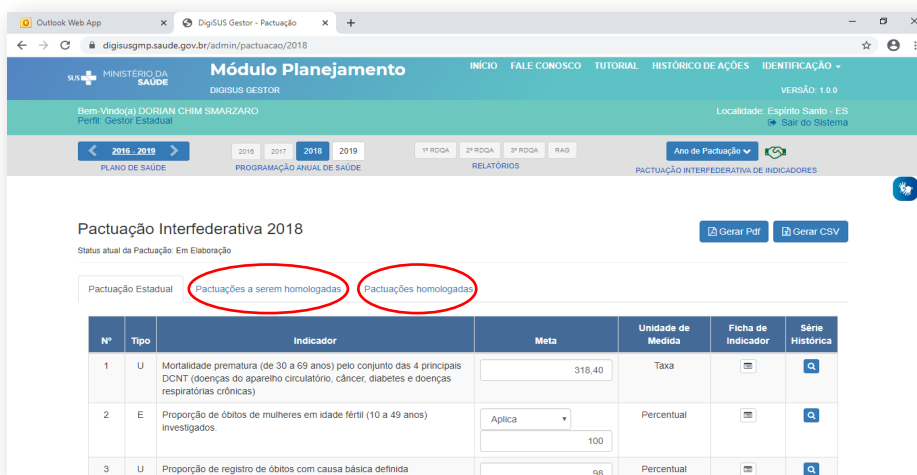 Outlook Web App
DigiSUS Gestor - Pactuação
digisusgmp.saude.gov.br/admin/pactuacao/2018
SUS MINISTÉRIO DA SAÚDE
Módulo Planejamento
DIGISUS GESTOR
INÍCIO FALE CONOSCO TUTORIAL HISTÓRICO DE AÇÕES IDENTIFICAÇÃO
VERSÃO: 1.0.0
Bem-Vindo(a) DORIAN CHIM SMARZARO
Perfil: Gestor Estadual
Localidade: Espírito Santo - ES
Sair do Sistema
2016 - 2019
PLANO DE SAÚDE
2016 2017 2018 2019
PROGRAMAÇÃO ANUAL DE SAÚDE
1º RDQA 2º RDQA 3º RDQA RAG
RELATÓRIOS
Ano de Pactuação
PACTUAÇÃO INTERFEDERATIVA DE INDICADORES
Pactuação Interfederativa 2018
Gerar Pdf Gerar CSV
Status atual da Pactuação: Em Elaboração
Pactuação Estadual Pactuações a serem homologadas Pactuações homologadas
Nº Tipo Indicador Meta Unidade de Medida Ficha de Indicador Série Histórica
1 U Mortalidade prematura (de 30 a 69 anos) pelo conjunto das 4 principais 318,40 Taxa
DCNT (doenças do aparelho circulatório, câncer, diabetes e doenças
respiratórias crônicas)
2 E Proporção de óbitos de mulheres em idade fértil (10 a 49 anos) Aplica Percentual
investigados.
100
3 U Proporção de registro de óbitos com causa básica definida 98 Percentual